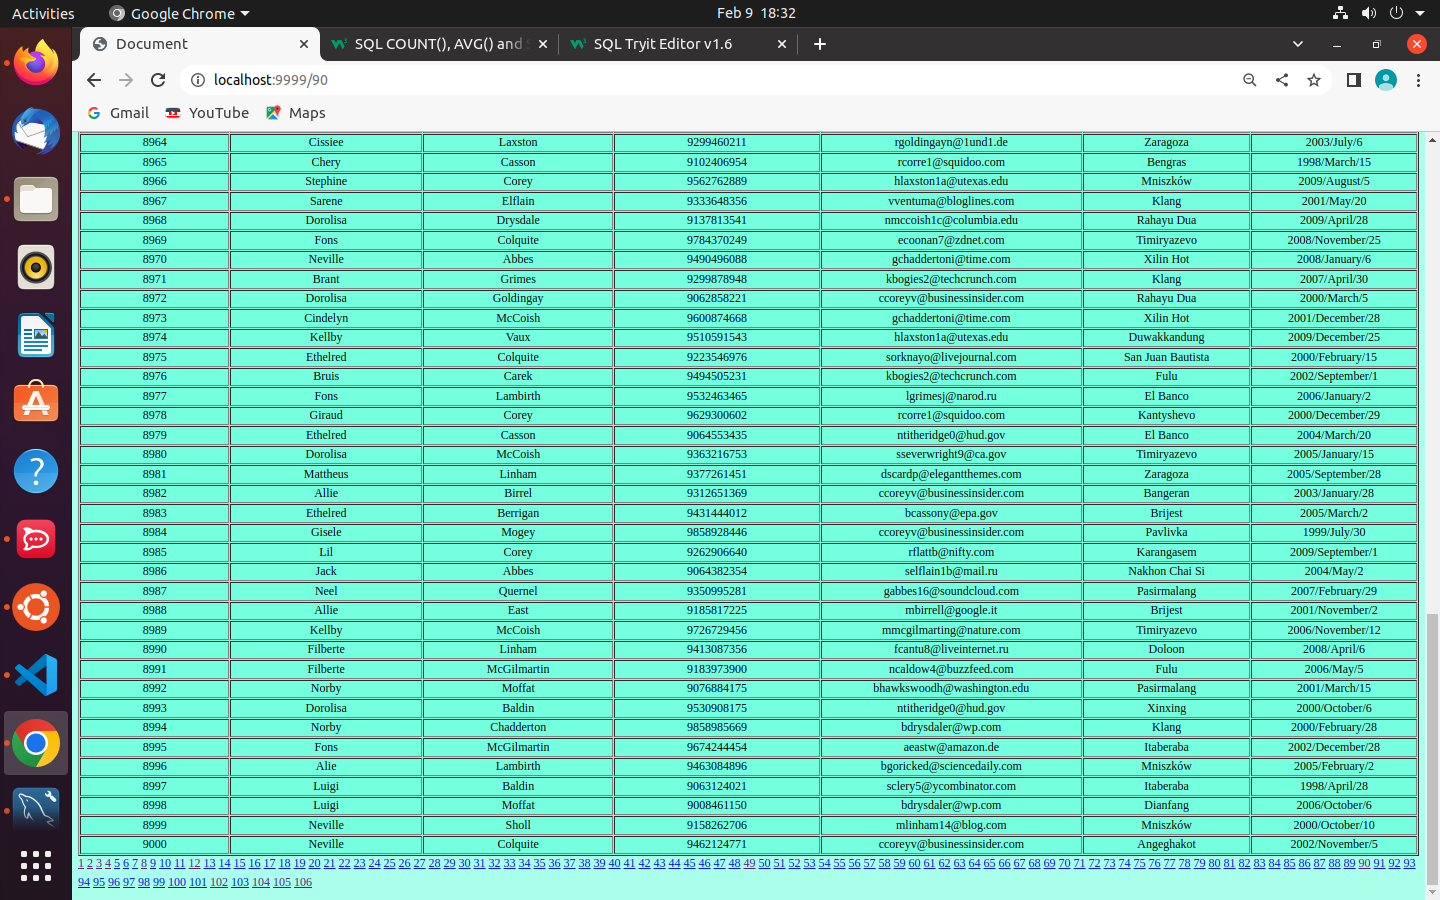 Activities Google Chrome Feb 9 18:32
Document SQL COUNT(), AVG() and SQL Tryit Editor v1.6
localhost:9999/90
Gmail YouTube Maps
8964 Cissiee Laxston 9299460211 rgoldingayn@1und1.de Zaragoza 2003/July/6
8965 Chery Casson 9102406954 rcorre1@squidoo.com Bengras 1998/March/15
8966 Stephine Corey 9562762889 hlaxston1a@utexas.edu Mniszków 2009/August/5
8967 Sarene Elflain 9333648356 vventuma@bloglines.com Klang 2001/May/20
8968 Dorolisa Drysdale 9137813541 nmccoish1c@columbia.edu Rahayu Dua 2009/April/28
8969 Fons Colquite 9784370249 ecoonan7@zdnet.com Timiryazevo 2008/November/25
8970 Neville Abbes 9490496088 gchaddertoni@time.com Xilin Hot 2008/January/6
8971 Brant Grimes 9299878948 kbogies2@techcrunch.com Klang 2007/April/30
8972 Dorolisa Goldingay 9062858221 ccoreyv@businessinsider.com Rahayu Dua 2000/March/5
8973 Cindelyn McCoish 9600874668 gchaddertoni@time.com Xilin Hot 2001/December/28
8974 Kellby Vaux 9510591543 hlaxston1a@utexas.edu Duwakkandung 2009/December/25
8975 Ethelred Colquite 9223546976 sorknayo@livejournal.com San Juan Bautista 2000/February/15
8976 Bruis Carek 9494505231 kbogies2@techcrunch.com Fulu 2002/September/1
8977 Fons Lambirth 9532463465 lgrimesj@narod.ru El Banco 2006/January/2
8978 Giraud Corey 9629300602 rcorre1@squidoo.com Kantyshevo 2000/December/29
8979 Ethelred Casson 9064553435 ntitheridge0@hud.gov El Banco 2004/March/20
8980 Dorolisa McCoish 9363216753 sseverwright9@ca.gov Timiryazevo 2005/January/15
8981 Mattheus Linham 9377261451 dscardp@elegantthemes.com Zaragoza 2005/September/28
8982 Allie Birrel 9312651369 ccoreyv@businessinsider.com Bangeran 2003/January/28
8983 Ethelred Berrigan 9431444012 bcassony@epa.gov Brijest 2005/March/2
8984 Gisele Mogey 9858928446 ccoreyv@businessinsider.com Pavlivka 1999/July/30
8985 Lil Corey 9262906640 rflattb@nifty.com Karangasem 2009/September/1
8986 Jack Abbes 9064382354 selflain1b@mail.ru Nakhon Chai Si 2004/May/2
8987 Neel Quernel 9350995281 gabbes16@soundcloud.com Pasirmalang 2007/February/29
8988 Allie East 9185817225 mbirrell@google.it Brijest 2001/November/2
8989 Kellby McCoish 9726729456 mmcgilmarting@nature.com Timiryazevo 2006/November/12
8990 Filberte Linham 9413087356 fcantu8@liveinternet.ru Doloon 2008/April/6
8991 Filberte McGilmartin 9183973900 ncaldow4@buzzfeed.com Fulu 2006/May/5
8992 Norby Moffat 9076884175 bhawkswoodh@washington.edu Pasirmalang 2001/March/15
8993 Dorolisa Baldin 9530908175 ntitheridge0@hud.gov Xinxing 2000/October/6
8994 Norby Chadderton 9858985669 bdrysdaler@wp.com Klang 2000/February/28
8995 Fons McGilmartin 9674244454 aeastw@amazon.de Itaberaba 2002/December/28
8996 Alie Lambirth 9463084896 bgoricked@sciencedaily.com Mniszków 2005/February/2
8997 Luigi Baldin 9063124021 sclery5@ycombinator.com Itaberaba 1998/April/28
8998 Luigi Moffat 9008461150 bdrysdaler@wp.com Dianfang 2006/October/6
8999 Neville Sholl 9158262706 mlinham14@blog.com Mniszków 2000/October/10
9000 Neville Colquite 9462124771 ccoreyv@businessinsider.com Angeghakot 2002/November/5
1 2 3 4 5 6 7 8 9 10 11 12 13 14 15 16 17 18 19 20 21 22 23 24 25 26 27 28 29 30 31 32 33 34 35 36 37 38 39 40 41 42 43 44 45 46 47 48 49 50 51 52 53 54 55 56 57 58 59 60 61 62 63 64 65 66 67 68 69 70 71 72 73 74 75 76 77 78 79 80 81 82 83 84 85 86 87 88 89 90 91 92 93
94 95 96 97 98 99 100 101 102 103 104 105 106